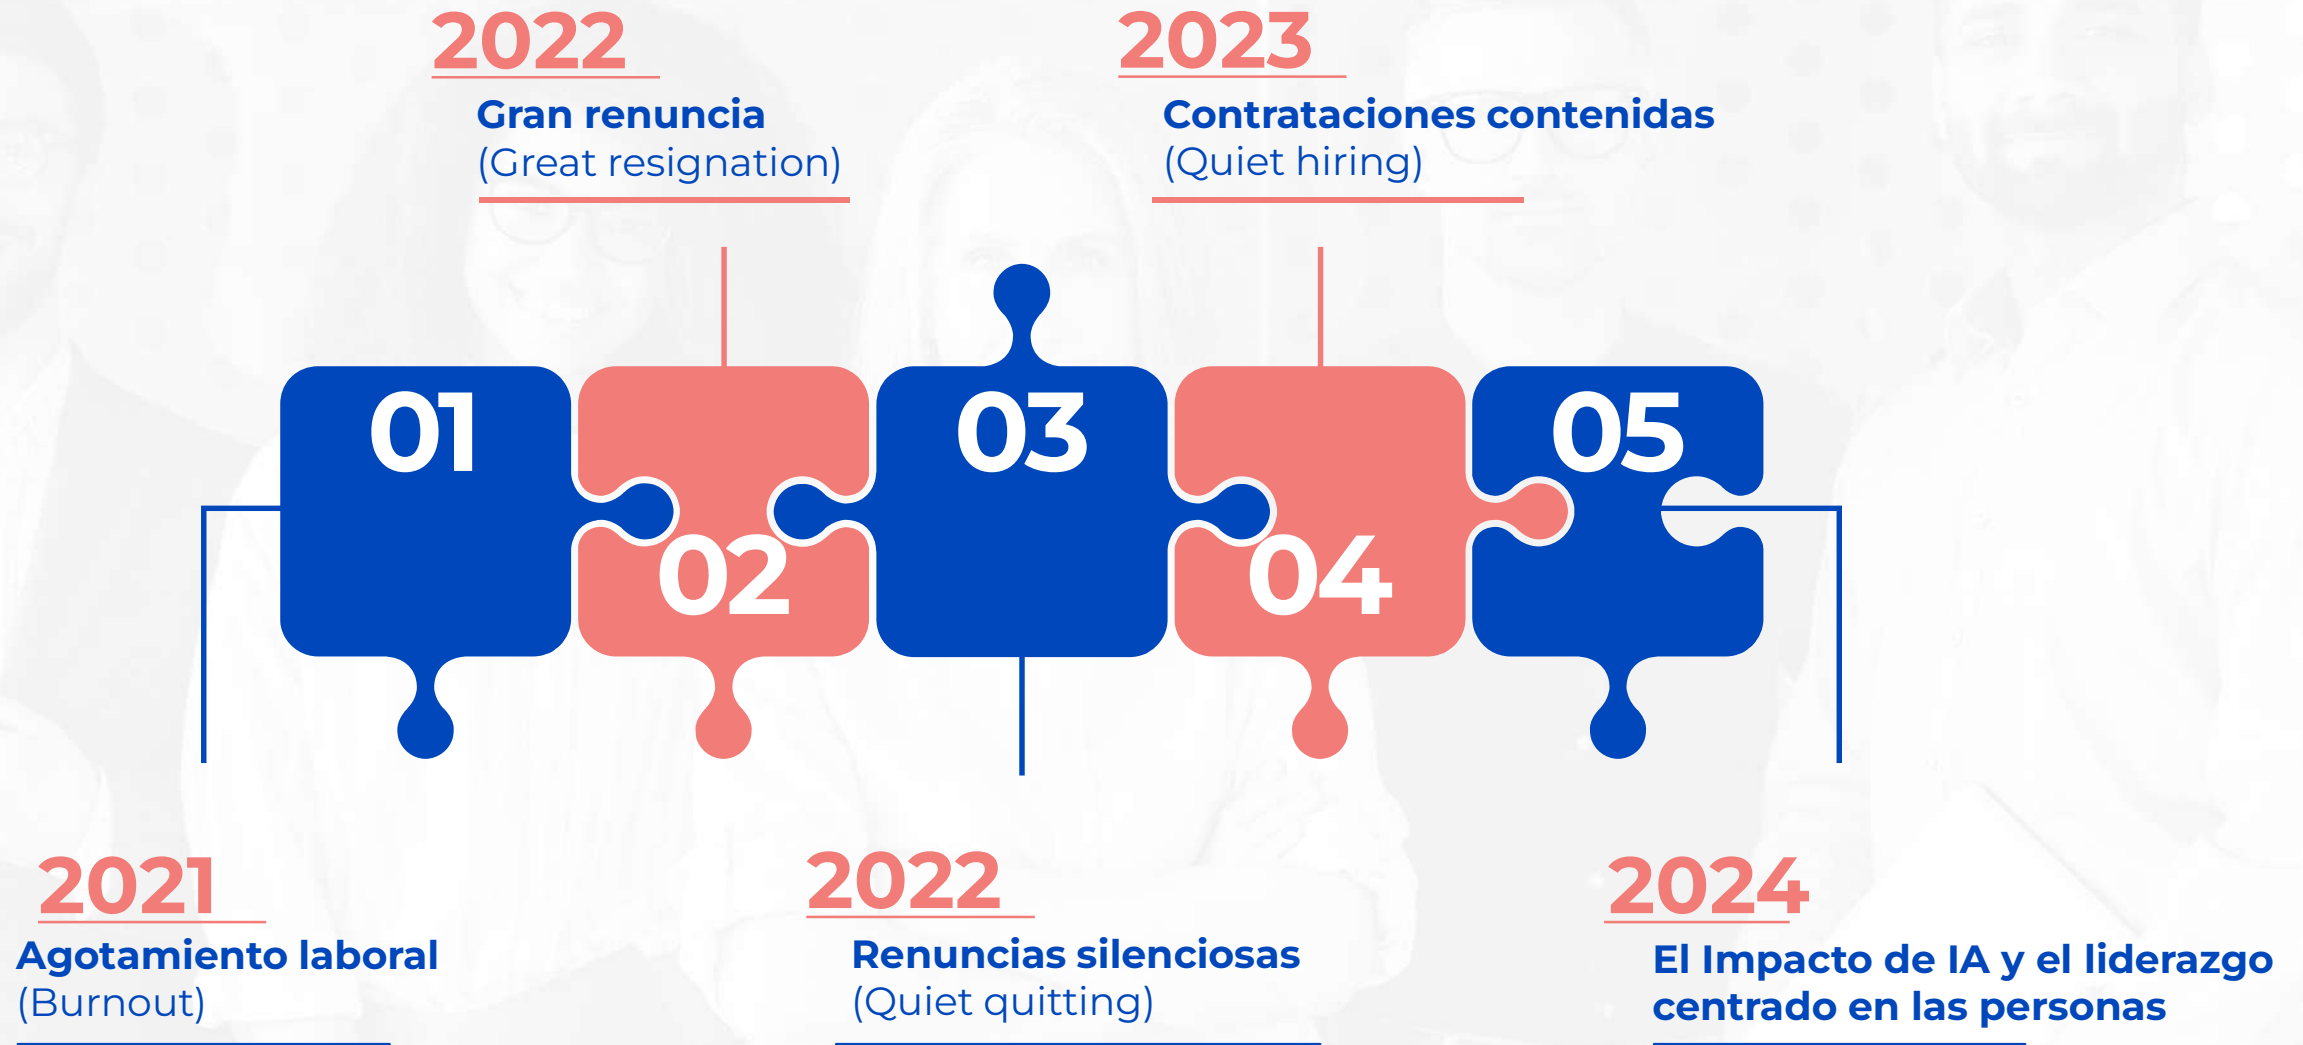 2022
Gran renuncia
(Great resignation)
2023
Contrataciones contenidas
(Quiet hiring)
01
02
03
04
05
2021
Agotamiento laboral
(Burnout)
2022
Renuncias silenciosas
(Quiet quitting)
2024
El Impacto de IA y el liderazgo
centrado en las personas